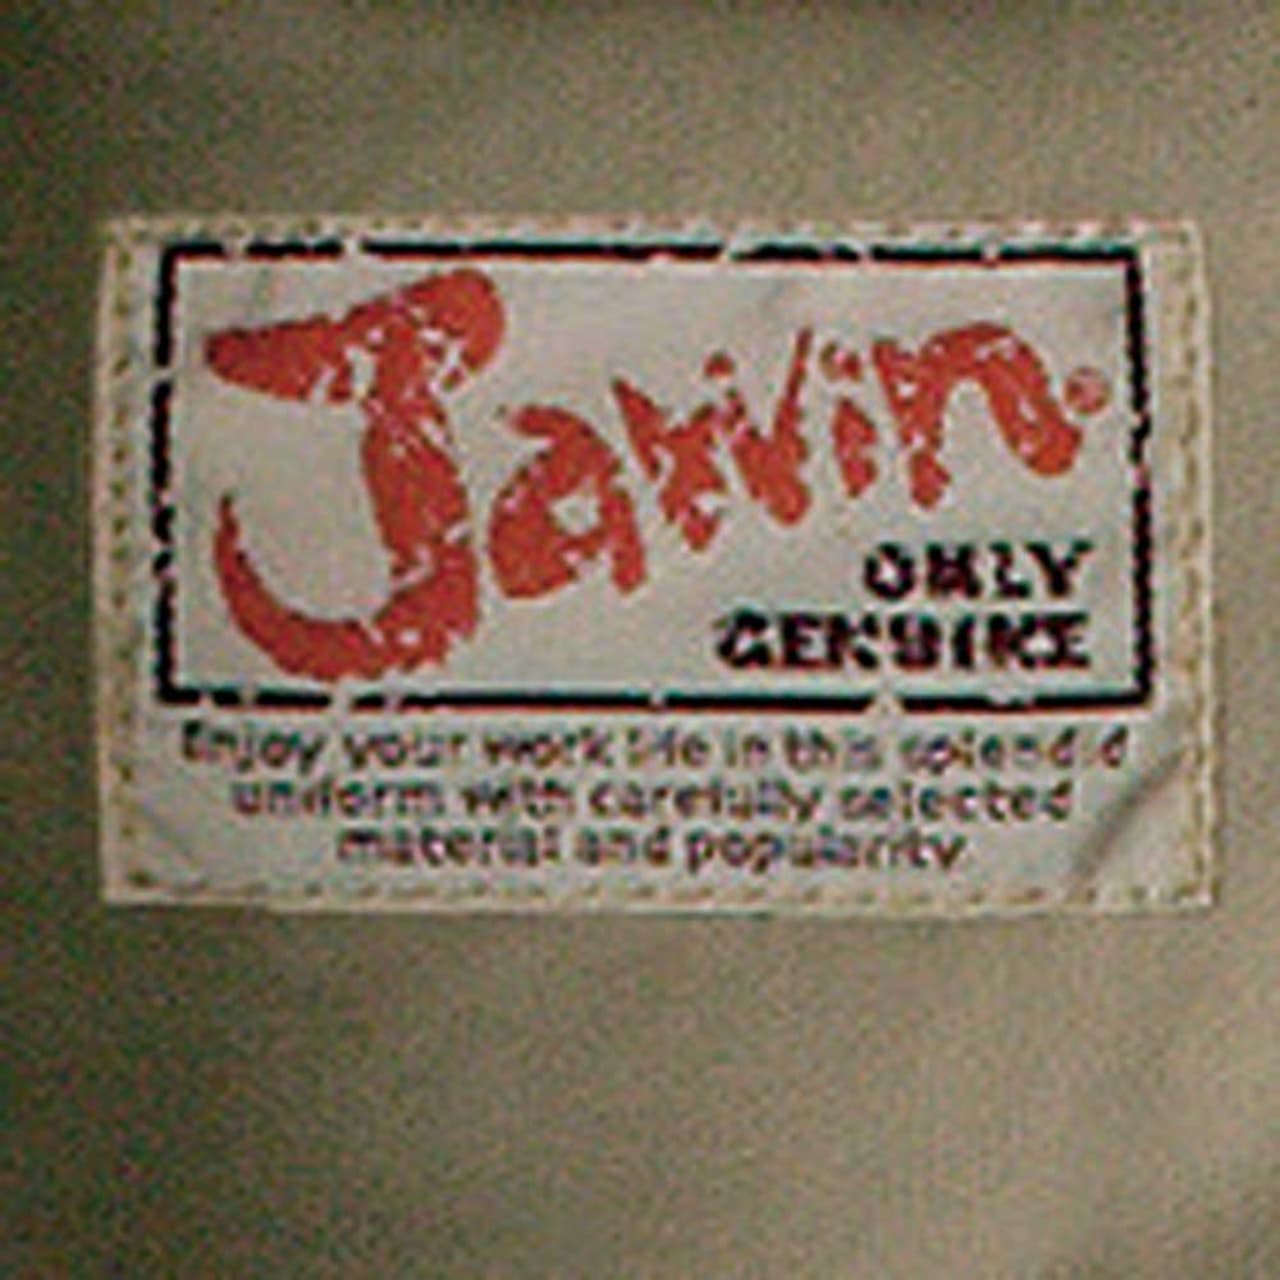 Jawin
ONLY
GENUINE
Enjoy your work life in this splendid
uniform with carefully selected
material and popularity